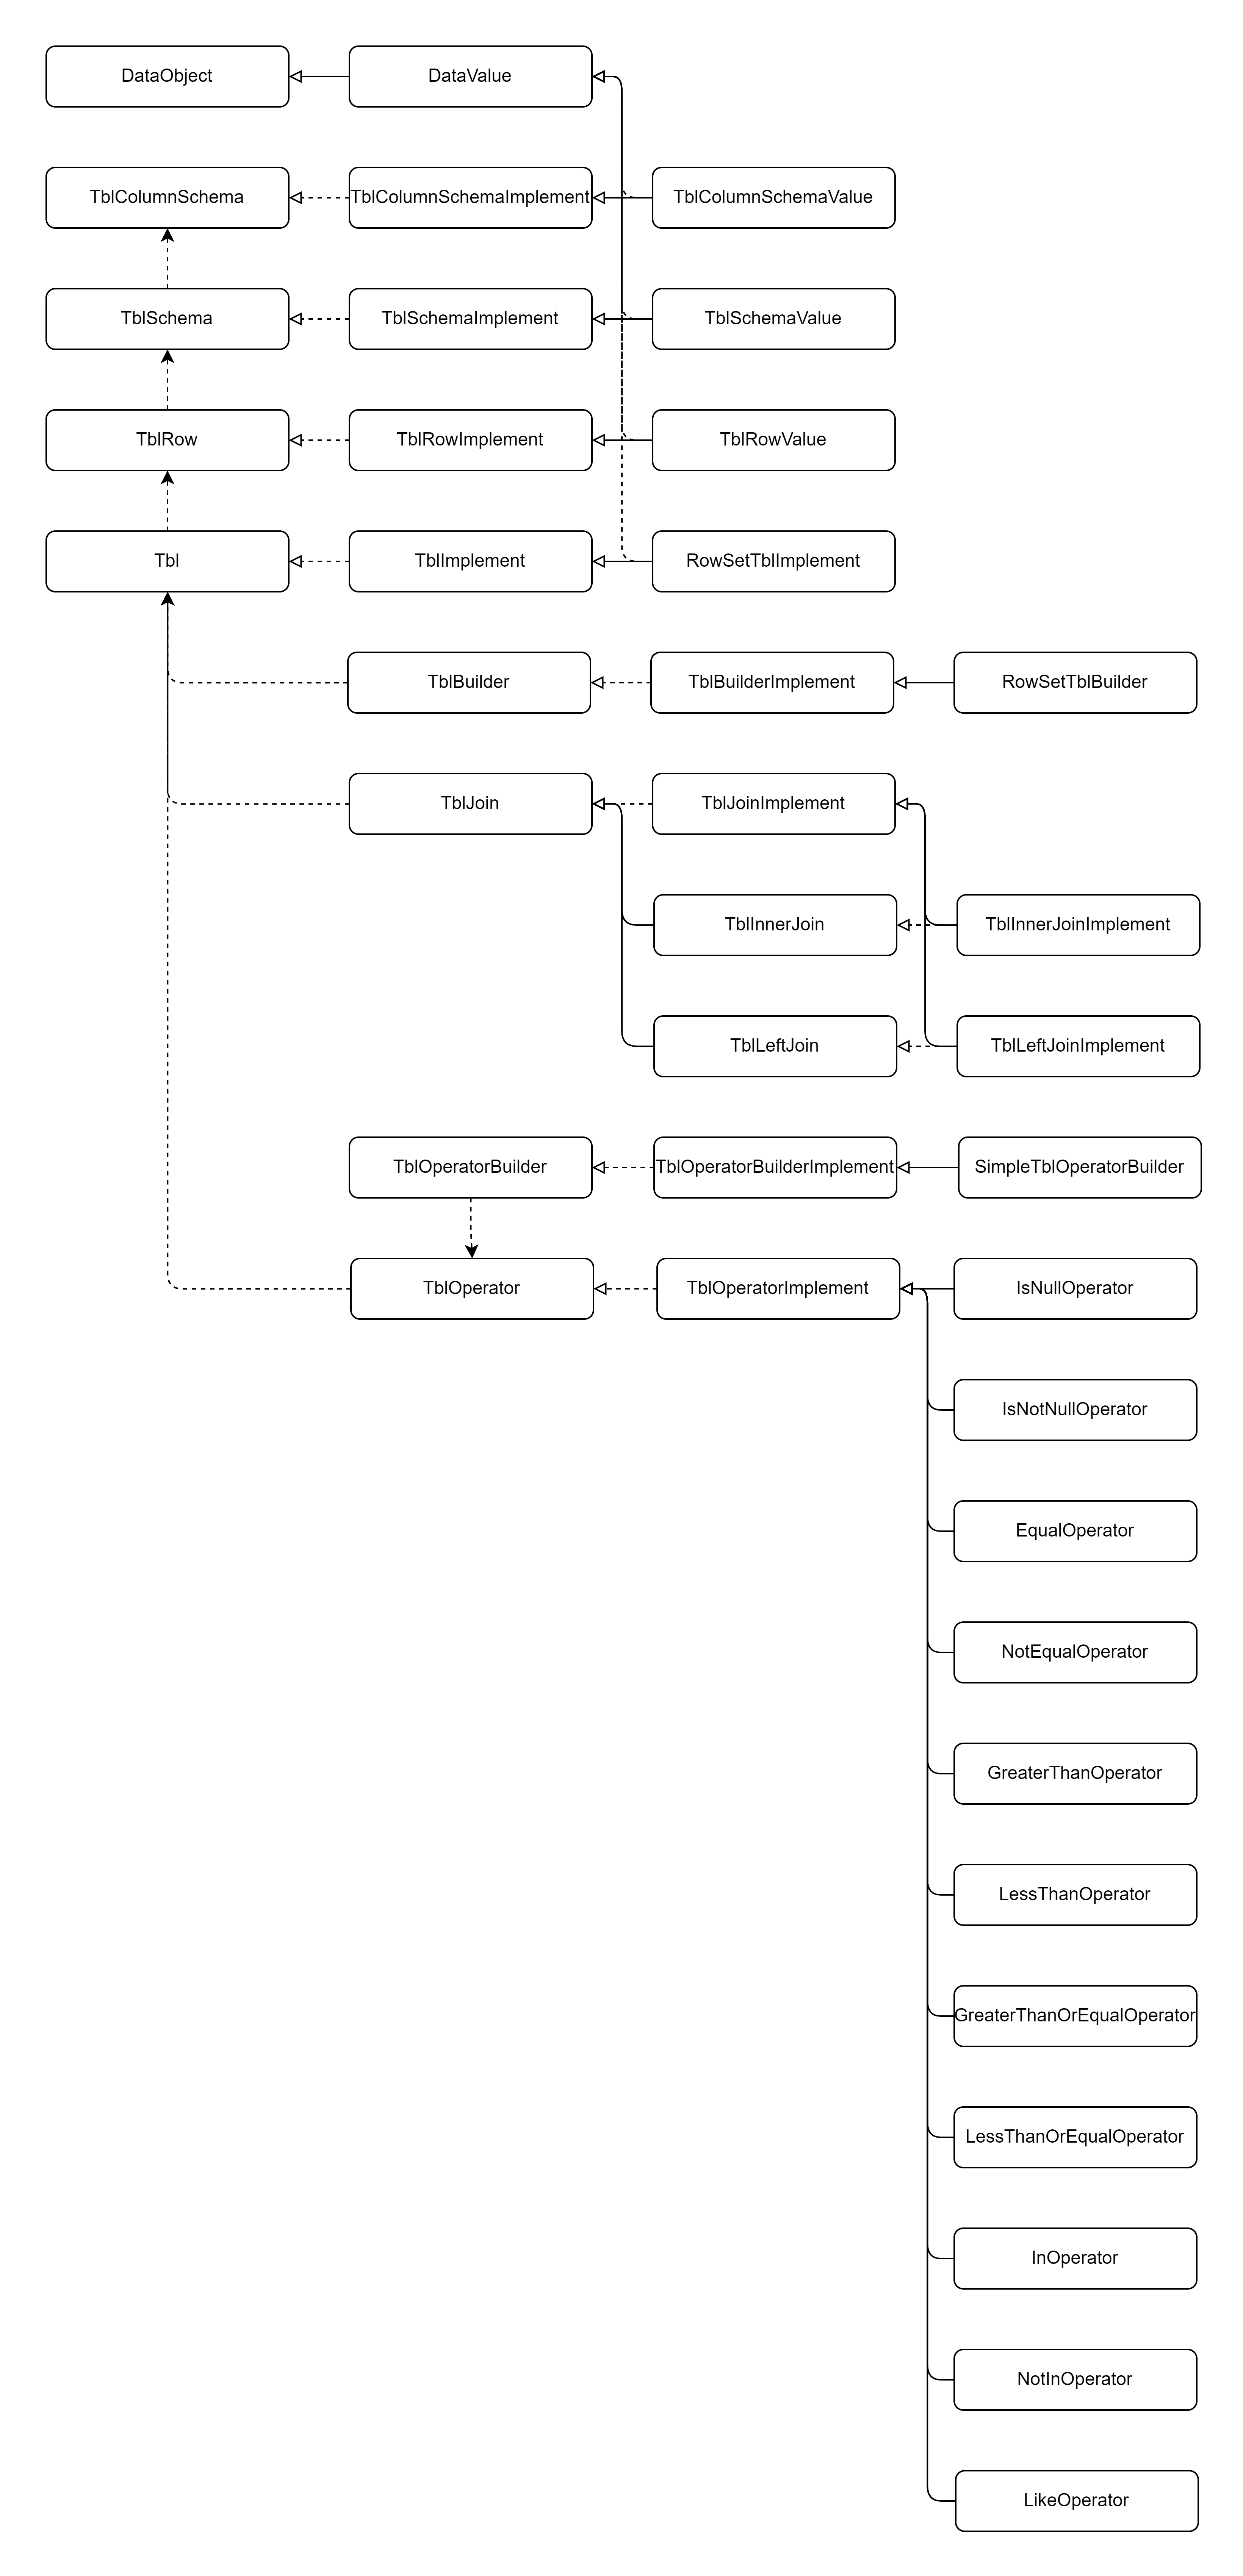 DataObject
DataValue
TblColumnSchema
TblColumnSchemaImplement
TblColumnSchemaValue
TblSchema
TblSchemaImplement
TblSchemaValue
TblRow
TblRowImplement
TblRowValue
Tbl
TblImplement
RowSetTblImplement
TblBuilder
TblBuilderImplement
RowSetTblBuilder
TblJoin
TblJoinImplement
TblInnerJoin
TblInnerJoinImplement
TblLeftJoin
TblLeftJoinImplement
TblOperatorBuilder
TblOperatorBuilderImplement
SimpleTblOperatorBuilder
TblOperator
TblOperatorImplement
IsNullOperator
IsNotNullOperator
EqualOperator
NotEqualOperator
GreaterThanOperator
LessThanOperator
GreaterThanOrEqualOperator
LessThanOrEqualOperator
InOperator
NotInOperator
LikeOperator